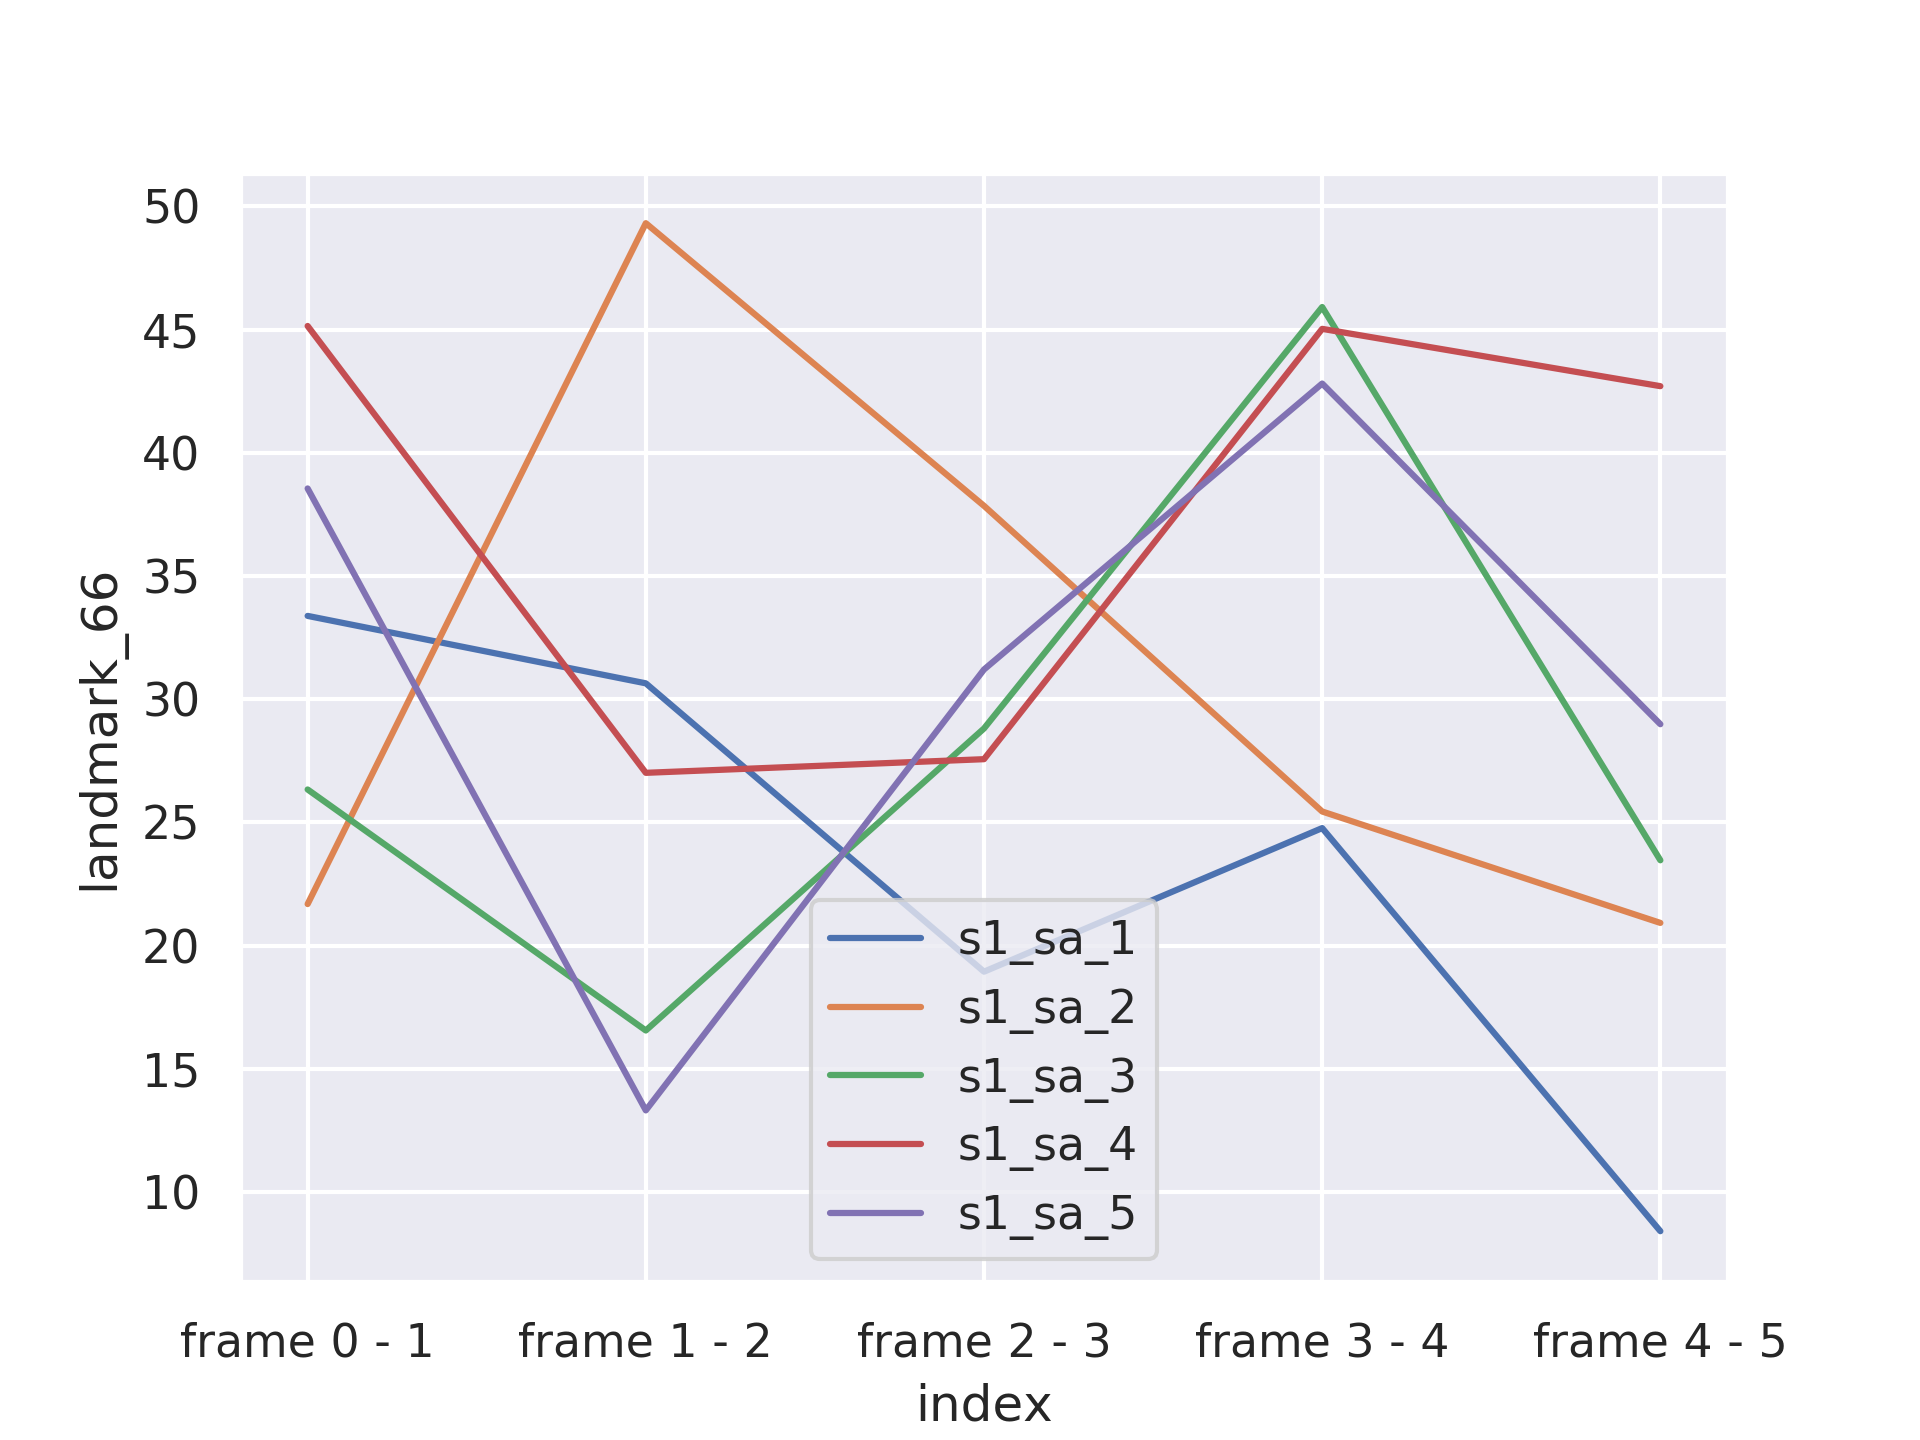 50
45
40
35
30
25
20
15
10
landmark_66
s1_sa_1
s1_sa_2
s1_sa_3
s1_sa_4
s1_sa_5
frame 0 - 1 frame 1 - 2 frame 2 - 3 frame 3 - 4 frame 4 - 5
index